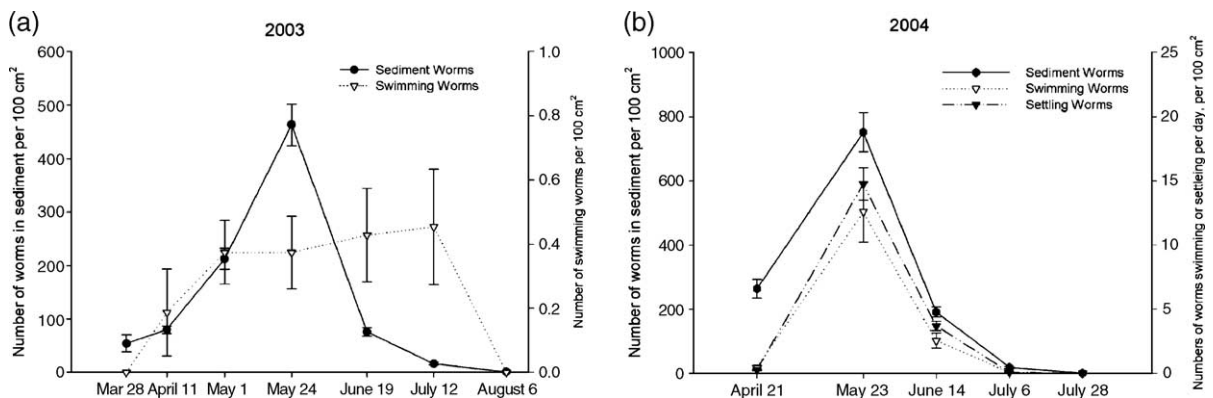 (a)
2003
Number of worms in sediment per 100 cm²
600
500
400
300
200
100
0
Sediment Worms
Swimming Worms
1.0
0.8
0.6
0.4
0.2
0.0
Number of swimming worms per 100 cm²
Mar 28 April 11 May 1 May 24 June 19 July 12 August 6
(b)
2004
Number of worms in sediment per 100 cm²
1000
800
600
400
200
0
Sediment Worms
Swimming Worms
Settling Worms
25
20
15
10
5
0
Numbers of worms swimming or settleing per day, per 100 cm²
April 21 May 23 June 14 July 6 July 28